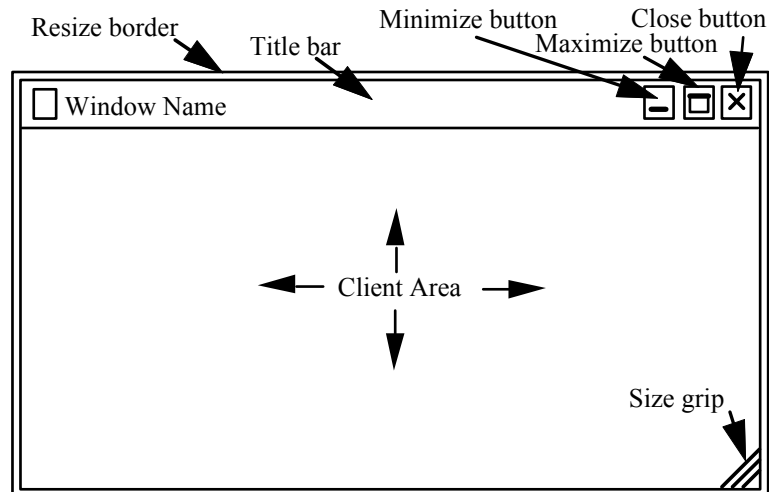 Minimize button
Close button
Resize border
Title bar
Maximize button
Window Name
Client Area
Size grip